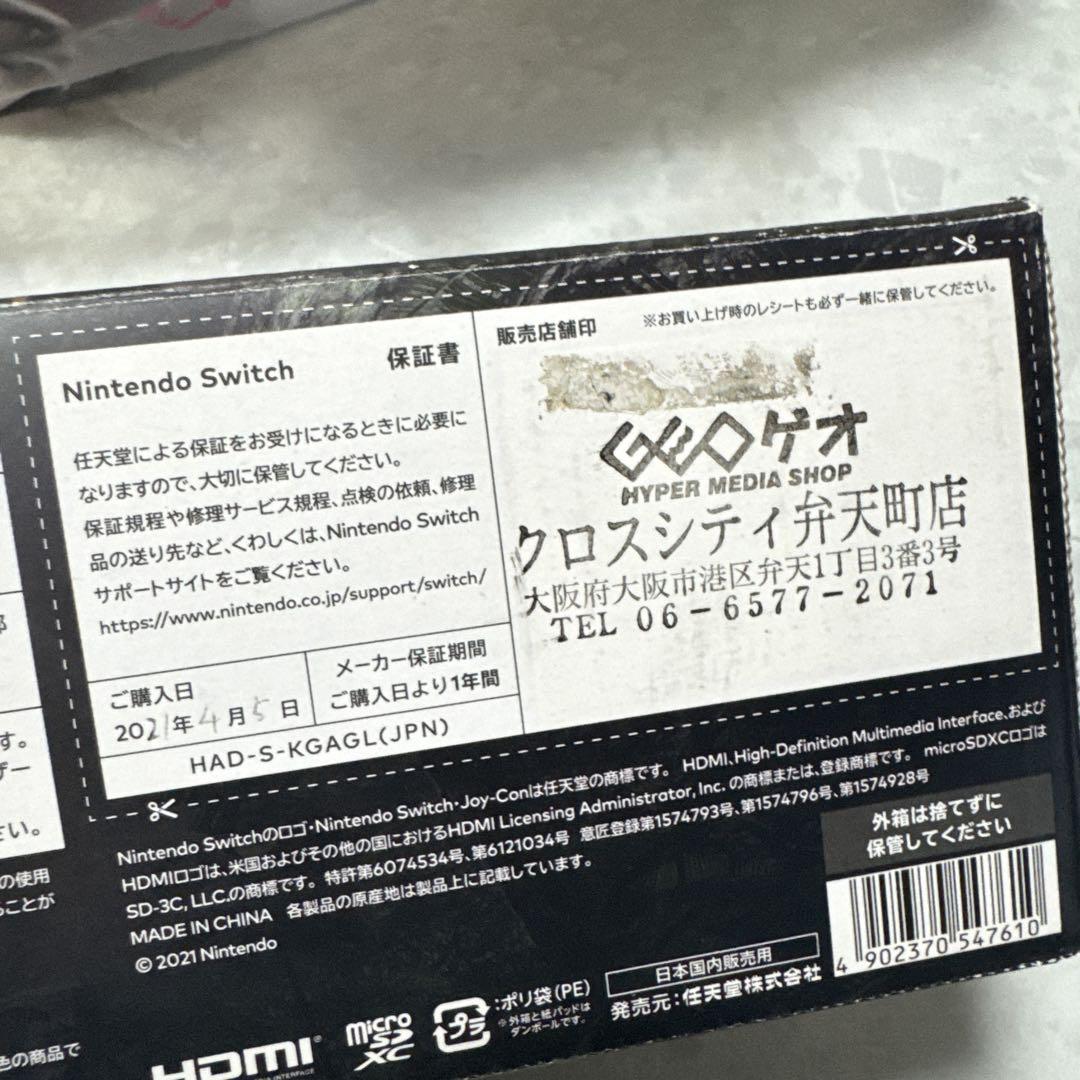 Nintendo Switch 保証書
任天堂による保証をお受けになるときに必要に
なりますので、大切に保管してください。
保証規程や修理サービス規程、点検の依頼、修理
品の送り先など、くわしくは、Nintendo Switch
サポートサイトをご覧ください。
https://www.nintendo.co.jp/support/switch/
ご購入日
2021年4月5日
メーカー保証期間
ご購入日より1年間
HAD-S-KGAGL(JPN)
販売店舗印
※お買い上げ時のレシートも必ず一緒に保管してください。
GEOゲオ
HYPER MEDIA SHOP
クロスシティ弁天町店
大阪府大阪市港区弁天1丁目3番3号
TEL 06-6577-2071
Nintendo Switchのロゴ・Nintendo Switch・Joy-Conは任天堂の商標です。 HDMI、High-Definition Multimedia Interface、および
HDMIロゴは、米国およびその他の国におけるHDMI Licensing Administrator, Inc. の商標または、登録商標です。 microSDXCロゴは
SD-3C, LLC.の商標です。 特許第6074534号、第6121034号 意匠登録第1574793号、第1574796号、第1574928号
MADE IN CHINA 各製品の原産地は製品上に記載しています。
© 2021 Nintendo
外箱は捨てずに
保管してください
4 902370 547610
日本国内販売用
発売元:任天堂株式会社
HDMI
micro
SD
XC
プラ
:ポリ袋(PE)
※外箱と紙パッドは
ダンボールです。
す。
ザー
さい。
の使用
ことが
色の商品で